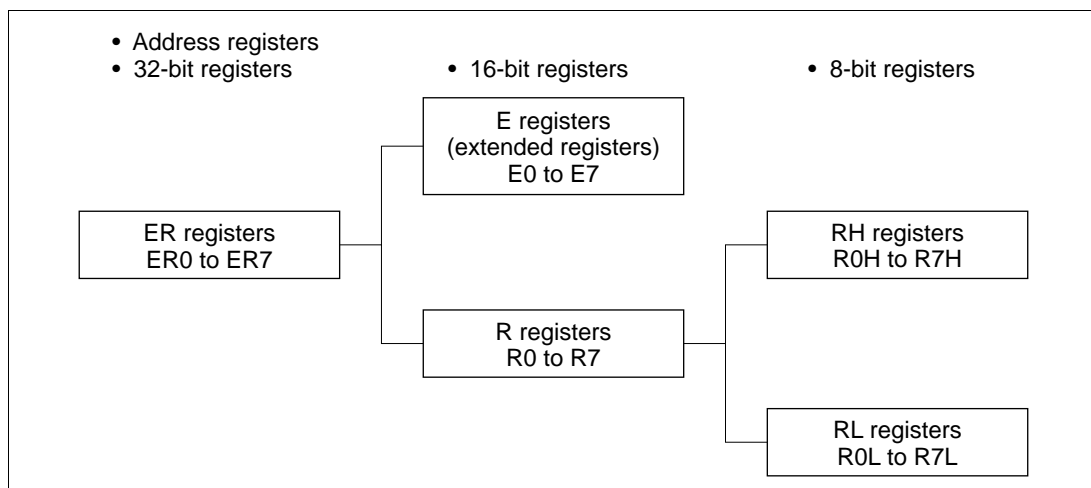 • Address registers
• 32-bit registers
• 16-bit registers
• 8-bit registers
E registers
(extended registers)
E0 to E7
ER registers
ER0 to ER7
RH registers
R0H to R7H
R registers
R0 to R7
RL registers
R0L to R7L